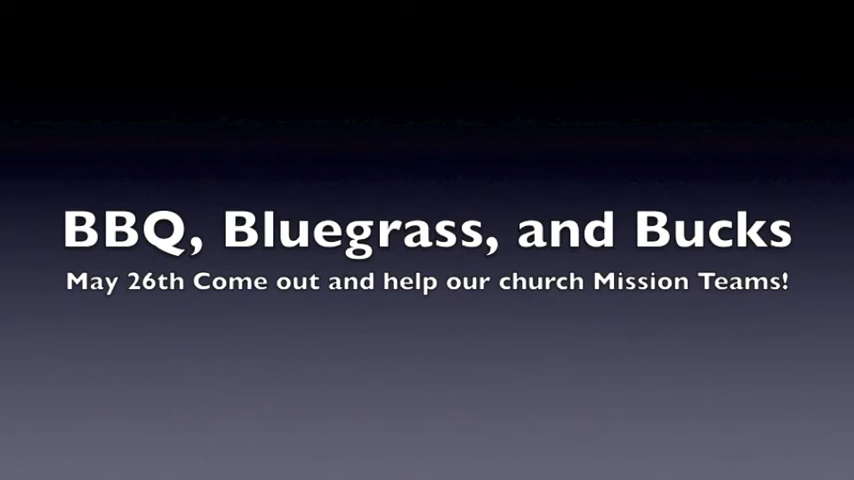 BBQ, Bluegrass, and Bucks
May 26th Come out and help our church Mission Teams!